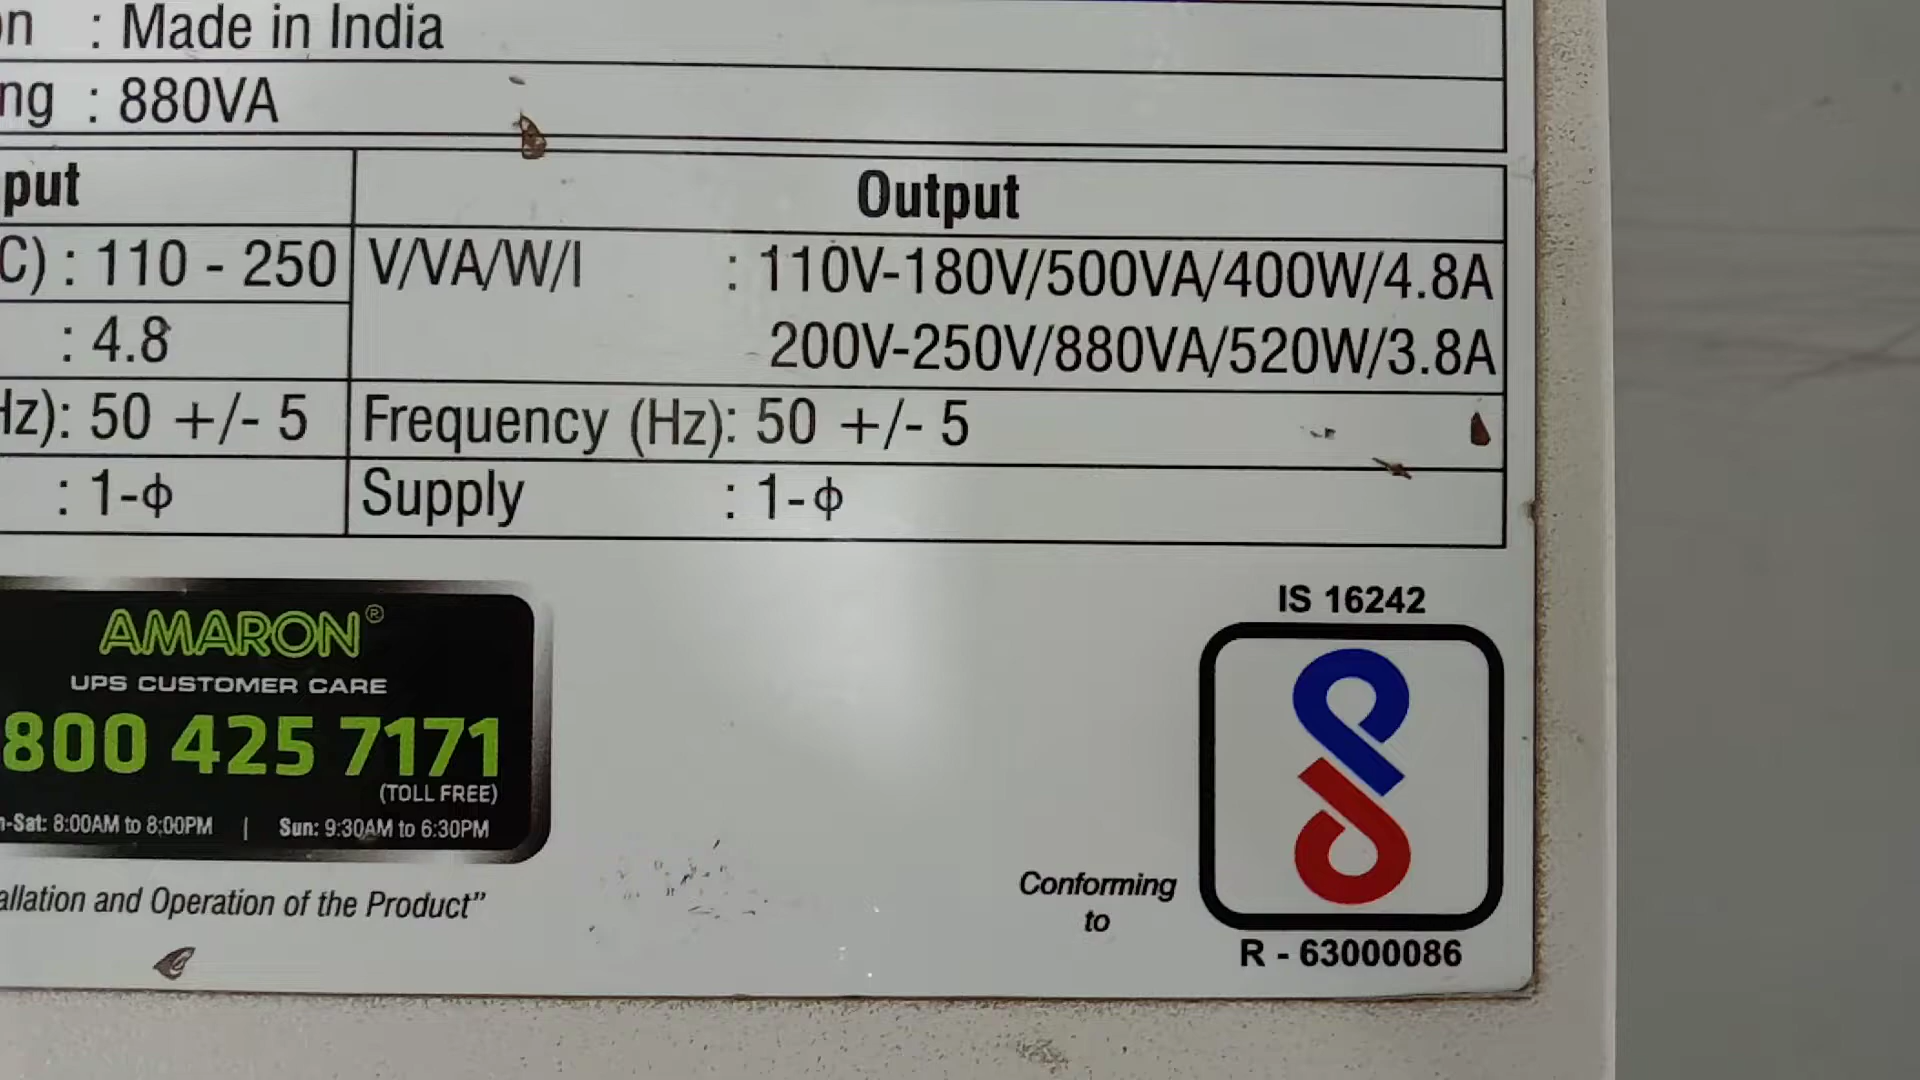 : Made in India
: 880VA
Output
C) : 110 - 250 V/VA/W/I : 110V-180V/500VA/400W/4.8A
: 4.8 200V-250V/880VA/520W/3.8A
Hz): 50 +/- 5 Frequency (Hz): 50 +/- 5
: 1-ϕ Supply : 1-ϕ
IS 16242
AMARON®
UPS CUSTOMER CARE
800 425 7171
(TOLL FREE)
-Sat: 8:00AM to 8:00PM | Sun: 9:30AM to 6:30PM
Conforming
to
and Operation of the Product”
R - 63000086